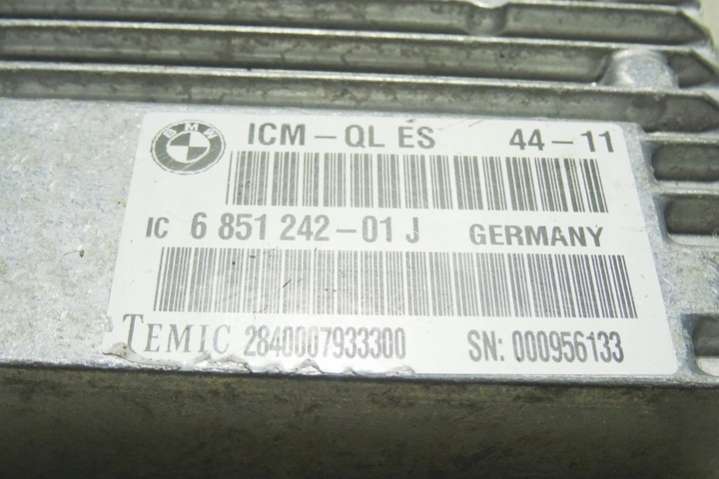 BMW
ICM-QL ES 44-11
IC 6 851 242-01 J GERMANY
TEMIC 2840007933300 SN: 000956133